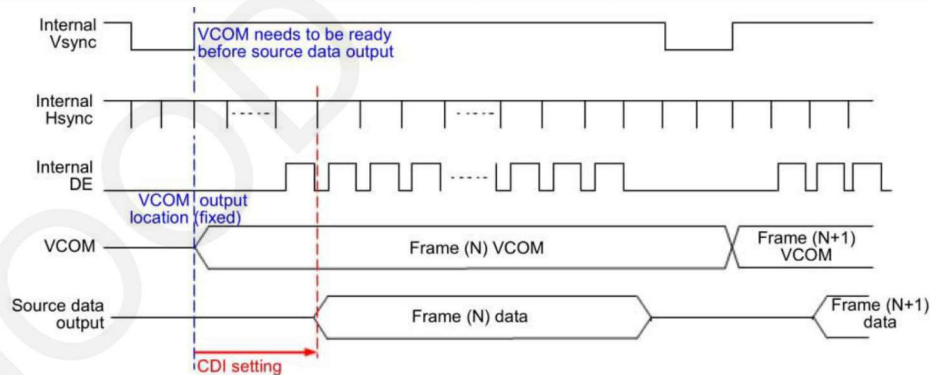 Internal
Vsync
VCOM needs to be ready
before source data output
Internal
Hsync
Internal
DE
VCOM output
location (fixed)
VCOM
Frame (N) VCOM
Frame (N+1)
VCOM
Source data
output
Frame (N) data
Frame (N+1)
data
CDI setting